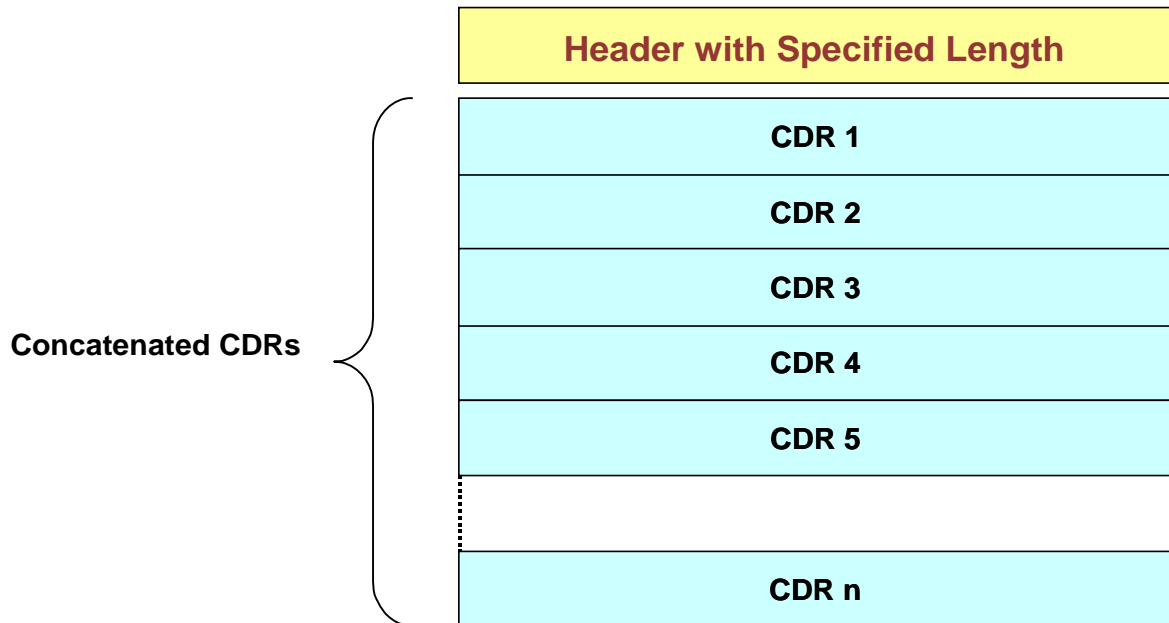 Header with Specified Length
CDR 1
CDR 2
CDR 3
Concatenated CDRs
CDR 4
CDR 5
CDR n